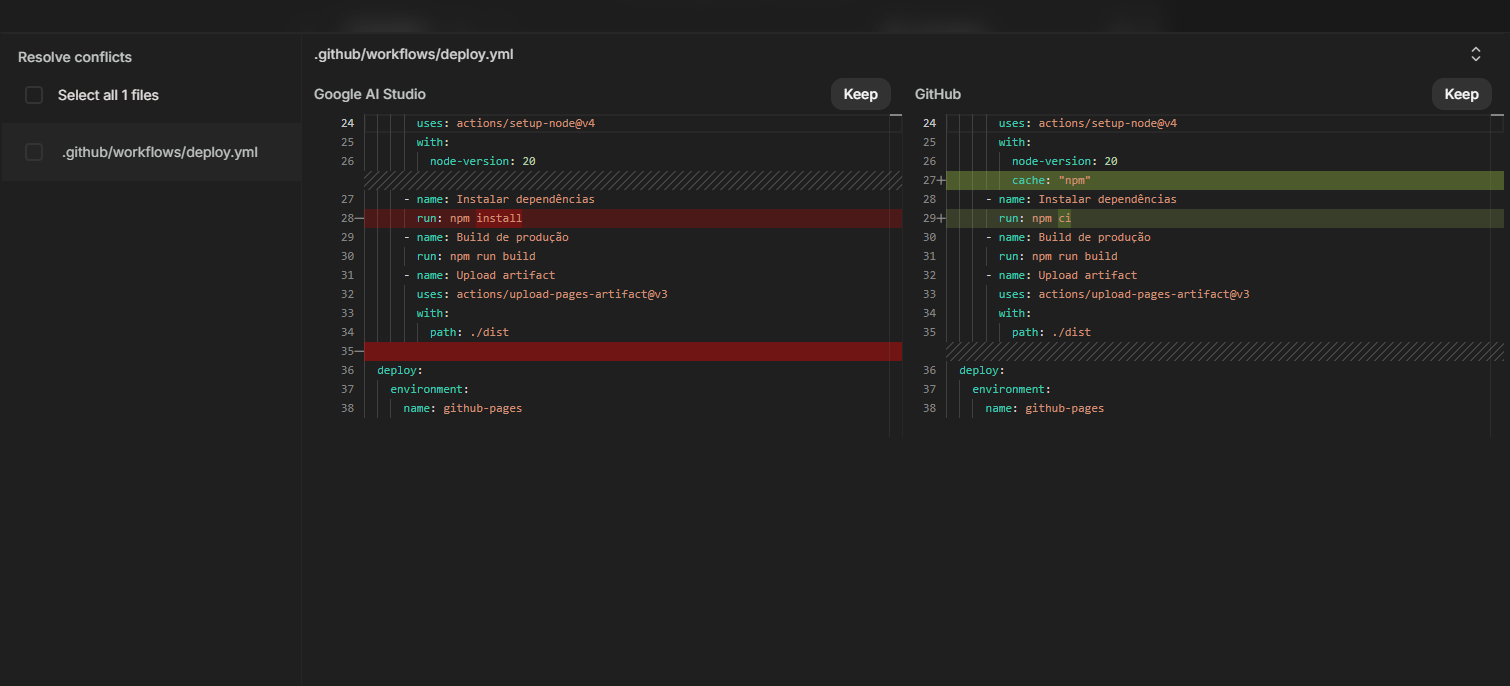 Resolve conflicts
Select all 1 files
.github/workflows/deploy.yml
.github/workflows/deploy.yml
Google AI Studio
Keep
24 uses: actions/setup-node@v4
25 with:
26 node-version: 20
27 - name: Instalar dependências
28— run: npm install
29 - name: Build de produção
30 run: npm run build
31 - name: Upload artifact
32 uses: actions/upload-pages-artifact@v3
33 with:
34 path: ./dist
35—
36 deploy:
37 environment:
38 name: github-pages
GitHub
Keep
24 uses: actions/setup-node@v4
25 with:
26 node-version: 20
27+ cache: "npm"
28 - name: Instalar dependências
29+ run: npm ci
30 - name: Build de produção
31 run: npm run build
32 - name: Upload artifact
33 uses: actions/upload-pages-artifact@v3
34 with:
35 path: ./dist
36 deploy:
37 environment:
38 name: github-pages